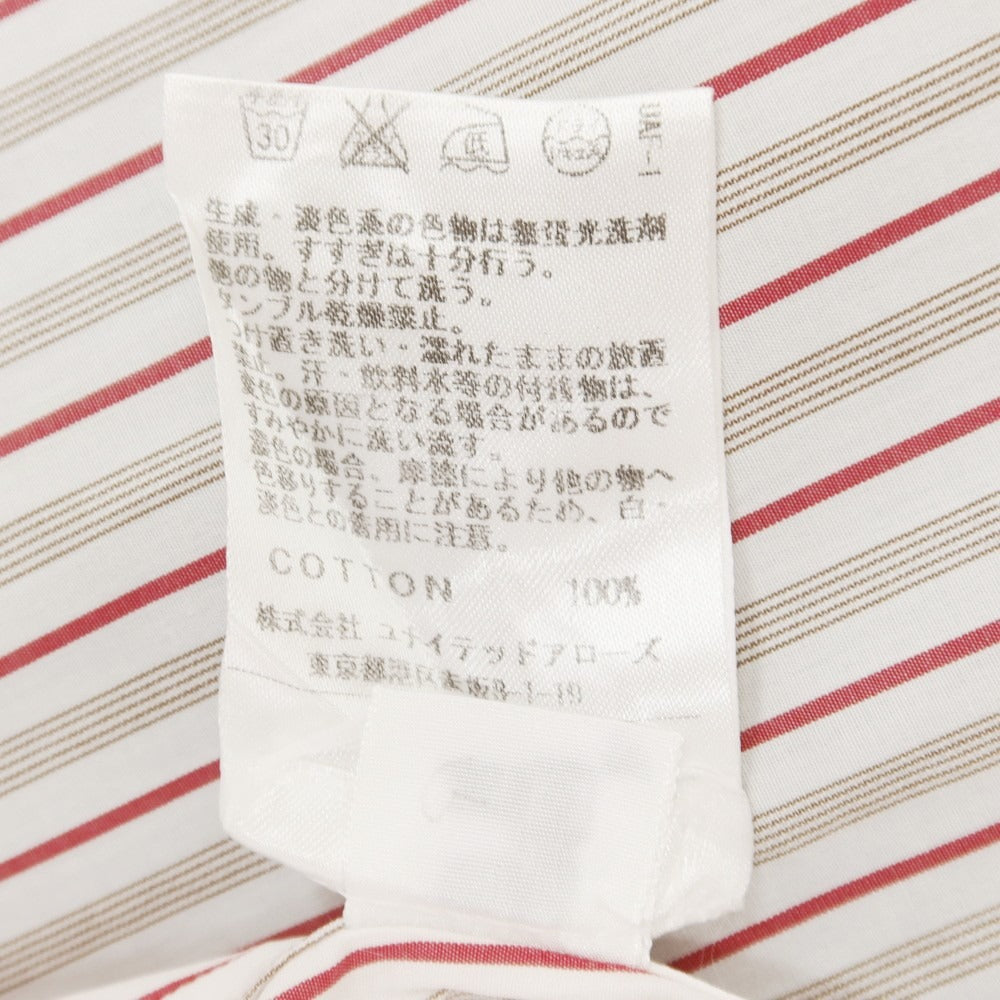 30 低 UAF-1
生成・淡色系の色物は無蛍光洗剤
使用。すすぎは十分行う。
他の物と分けて洗う。
タンブル乾燥禁止。
つけ置き洗い・濡れたままの放置
禁止。汗・飲料水等の付着物は、
変色の原因となる場合があるので
すみやかに洗い流す。
濃色の場合、摩擦により他の物へ
色移りすることがあるため、白・
淡色との着用に注意。
COTTON 100%
株式会社 ユナイテッドアローズ
東京都港区赤坂8-1-19